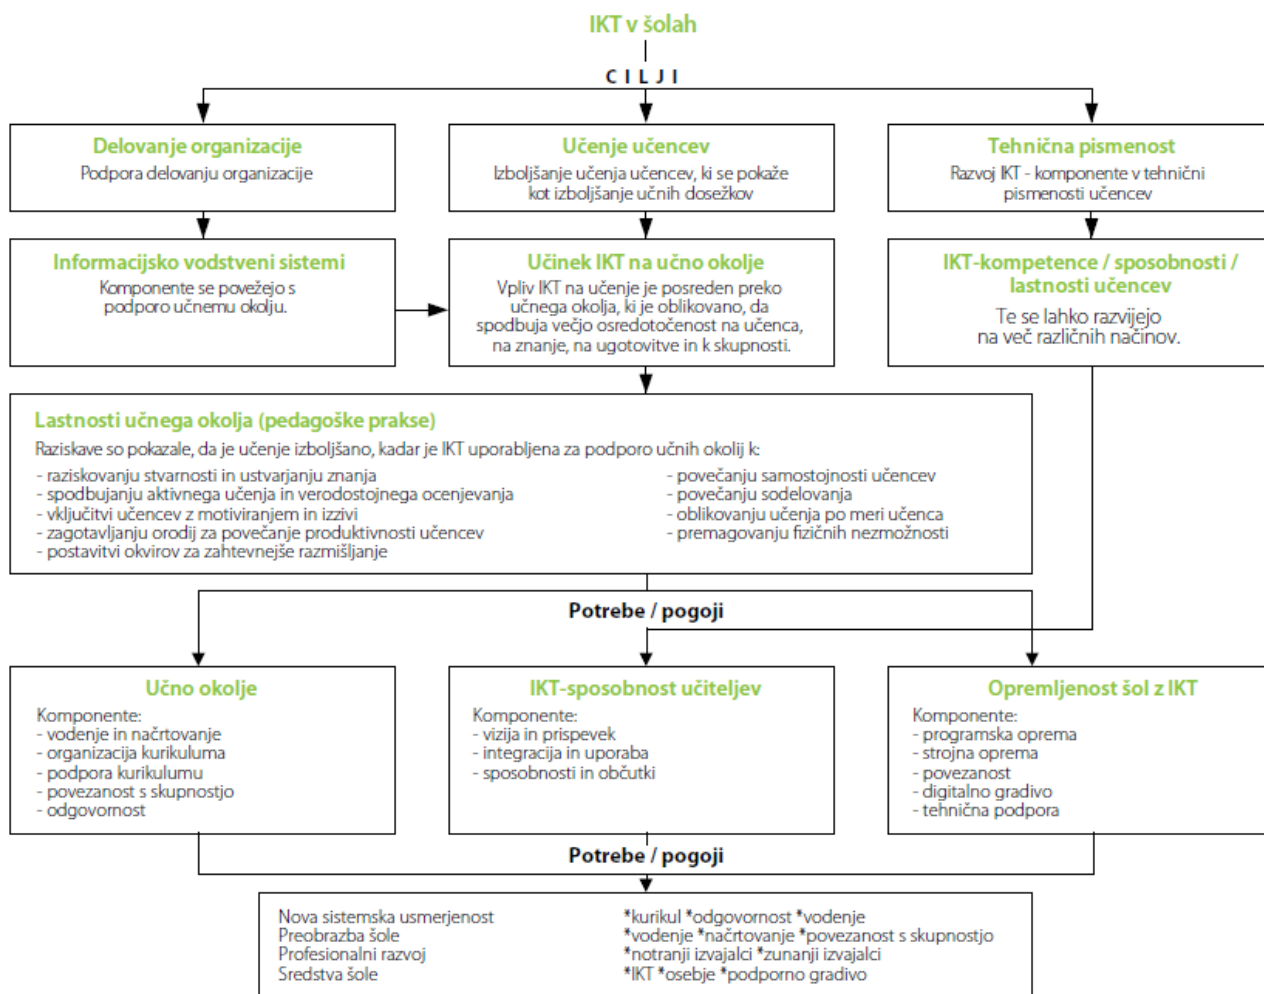 IKT v šolah
C I L J I
Delovanje organizacije
Podpora delovanju organizacije
Učenje učencev
Izboljšanje učenja učencev, ki se pokaže
kot izboljšanje učnih dosežkov
Tehnična pismenost
Razvoj IKT - komponente v tehnični
pismenosti učencev
Informacijsko vodstveni sistemi
Komponente se povežejo s
podporo učnemu okolju.
Učinek IKT na učno okolje
Vpliv IKT na učenje je posreden preko
učnega okolja, ki je oblikovano, da
spodbuja večjo osredotočenost na učenca,
na znanje, na ugotovitve in k skupnosti.
IKT-kompetence / sposobnosti /
lastnosti učencev
Te se lahko razvijejo
na več različnih načinov.
Lastnosti učnega okolja (pedagoške prakse)
Raziskave so pokazale, da je učenje izboljšano, kadar je IKT uporabljena za podporo učnih okolij k:
- raziskovanju stvarnosti in ustvarjanju znanja
- spodbujanju aktivnega učenja in verodostojnega ocenjevanja
- vključitvi učencev z motiviranjem in izzivi
- zagotavljanju orodij za povečanje produktivnosti učencev
- postavitvi okvirov za zahtevnejše razmišljanje
- povečanju samostojnosti učencev
- povečanju sodelovanja
- oblikovanju učenja po meri učenca
- premagovanju fizičnih nezmožnosti
Potrebe / pogoji
Učno okolje
Komponente:
- vodenje in načrtovanje
- organizacija kurikuluma
- podpora kurikulumu
- povezanost s skupnostjo
- odgovornost
IKT-sposobnost učiteljev
Komponente:
- vizija in prispevek
- integracija in uporaba
- sposobnosti in občutki
Opremljenost šol z IKT
Komponente:
- programska oprema
- strojna oprema
- povezanost
- digitalno gradivo
- tehnična podpora
Potrebe / pogoji
Nova sistemska usmerjenost *kurikul *odgovornost *vodenje
Preobrazba šole *vodenje *načrtovanje *povezanost s skupnostjo
Profesionalni razvoj *notranji izvajalci *zunanji izvajalci
Sredstva šole *IKT *osebje *podporno gradivo